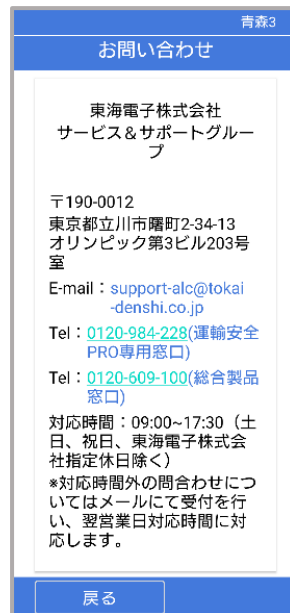 青森3
お問い合わせ
東海電子株式会社
サービス＆サポートグルー
プ
〒190-0012
東京都立川市曙町2-34-13
オリンピック第3ビル203号
室
E-mail：support-alc@tokai
-denshi.co.jp
Tel：0120-984-228(運輸安全
PRO専用窓口)
Tel：0120-609-100(総合製品
窓口)
対応時間：09:00~17:30（土
日、祝日、東海電子株式会
社指定休日除く）
*対応時間外の問合わせにつ
いてはメールにて受付を行
い、翌営業日対応時間に対
応します。
戻る